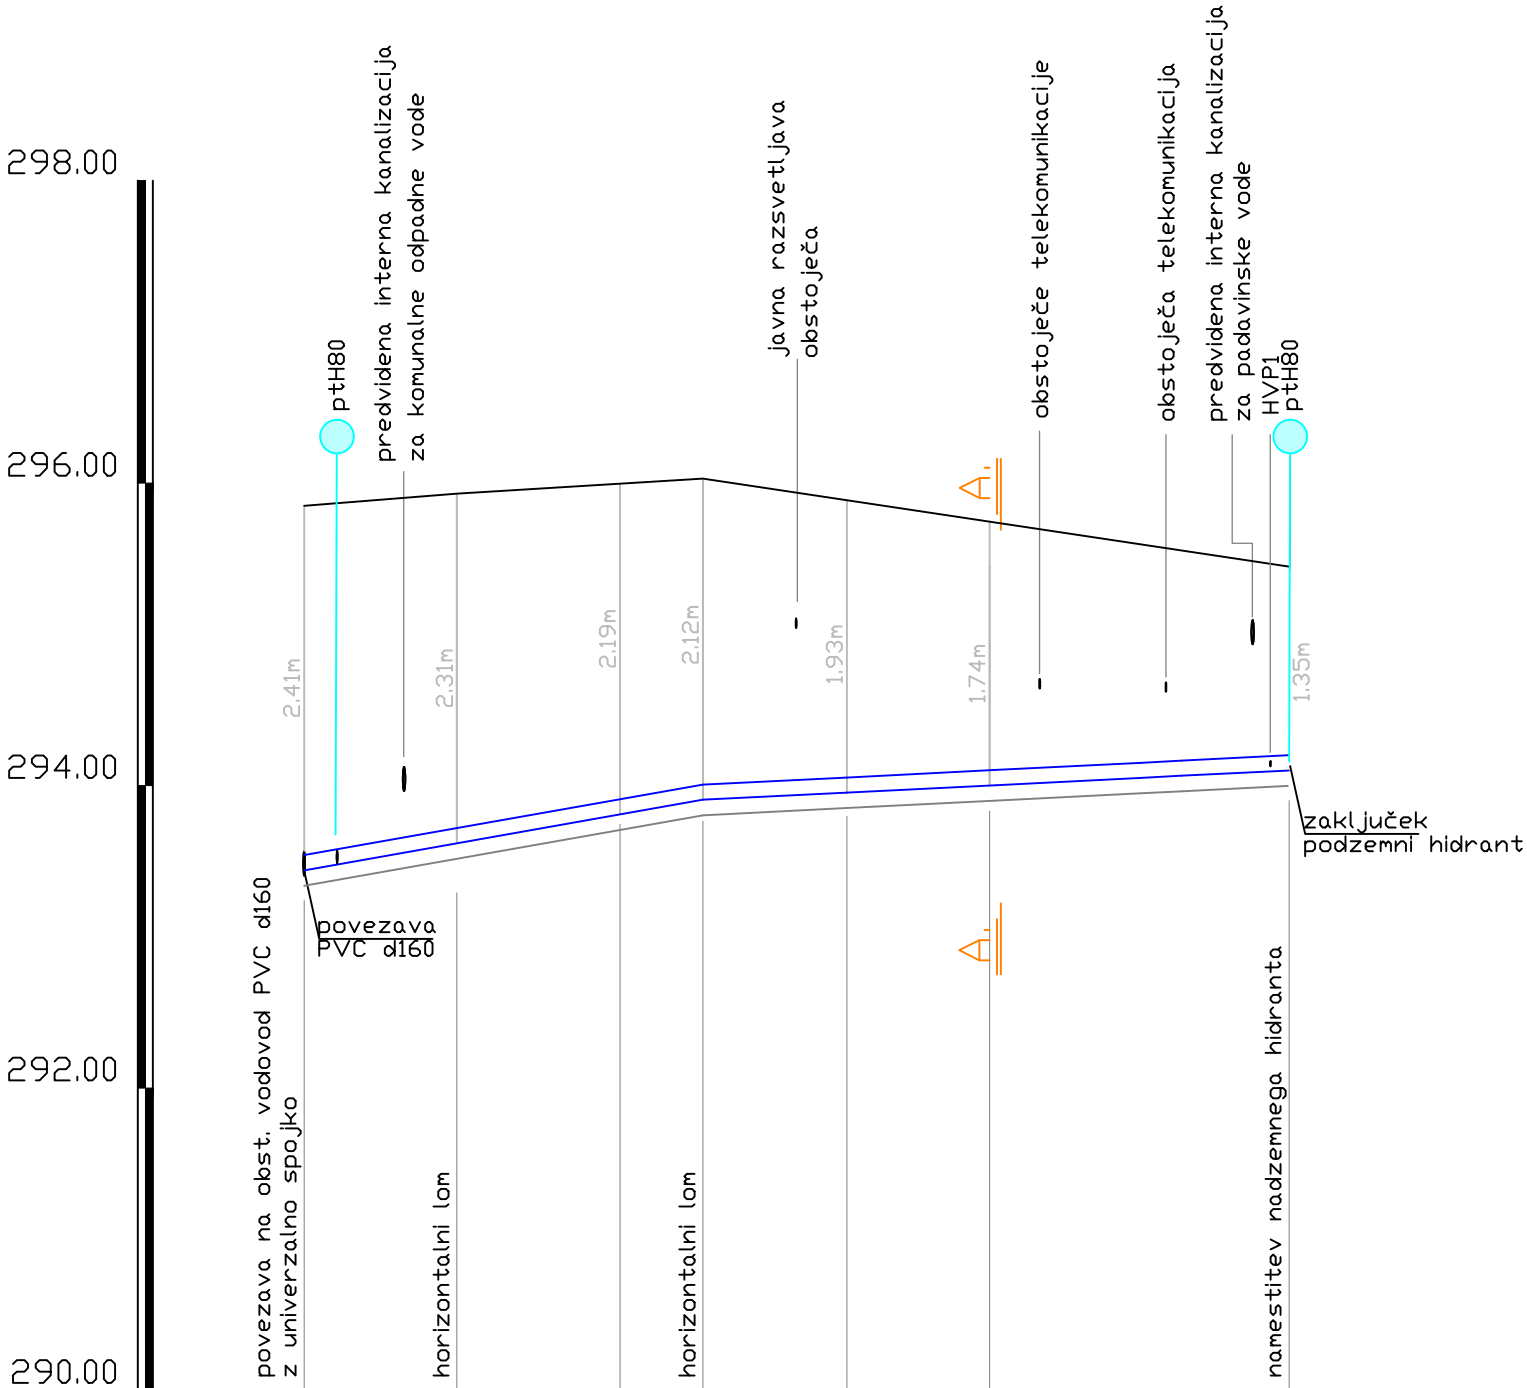 298.00
296.00
294.00
292.00
290.00
ptH80
predvidena interna kanalizacija
za komunalne odpadne vode
javna razsvetljava
obstoječa
obstoječe telekomunikacije
obstoječa telekomunikacija
predvidena interna kanalizacija
za padavinske vode
HVP1
ptH80
A
2.41m
2.31m
2.19m
2.12m
1.93m
1.74m
1.35m
zaključek
podzemni hidrant
povezava
PVC d160
A
povezava na obst. vodovod PVC d160
z univerzalno spojko
horizontalni lom
horizontalni lom
namestitev nadzemnega hidranta